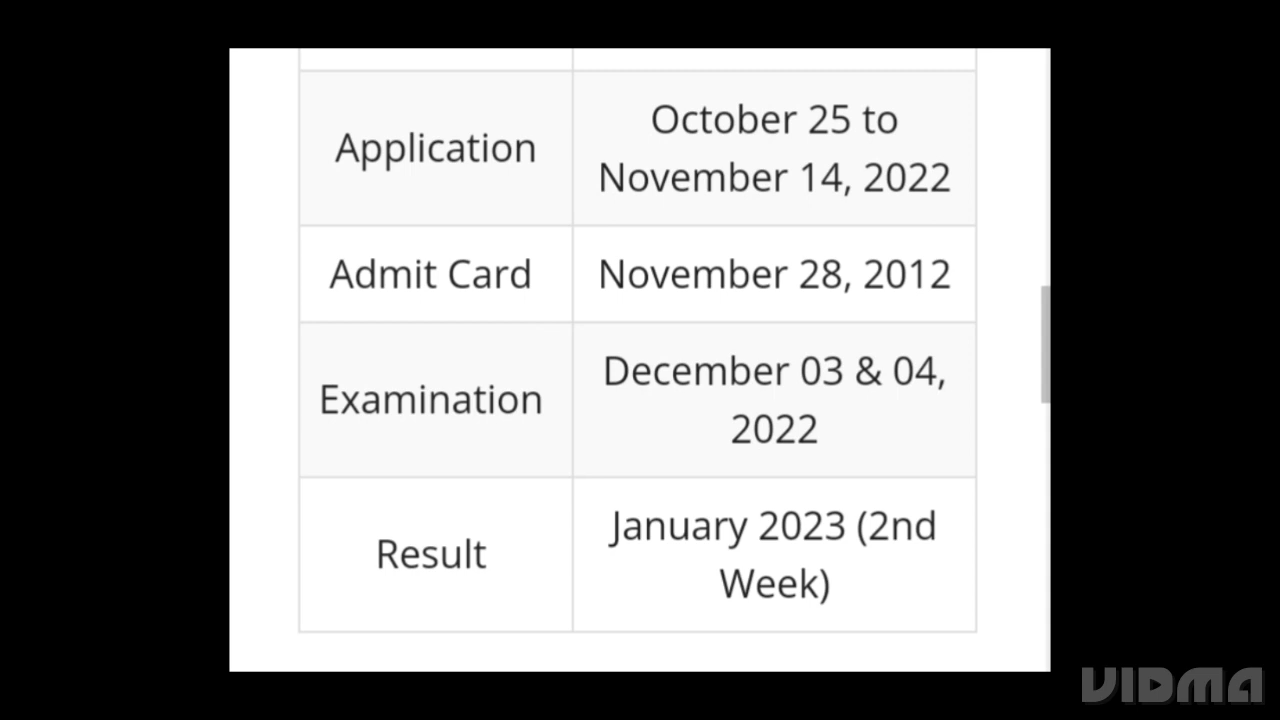 Application
October 25 to
November 14, 2022
Admit Card
November 28, 2012
Examination
December 03 & 04,
2022
Result
January 2023 (2nd
Week)
VIDMA